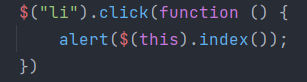 $("li").click(function () {
    alert($(this).index());
})